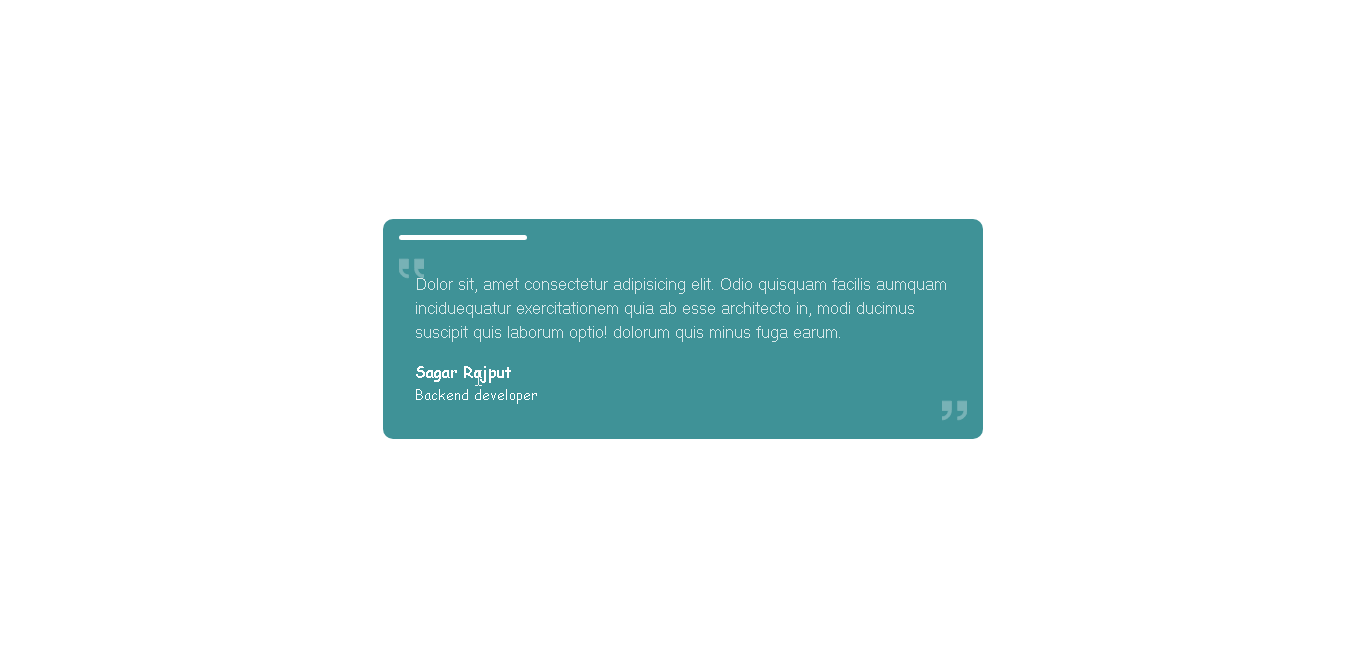 Dolor sit, amet consectetur adipisicing elit. Odio quisquam facilis aumquam
inciduequatur exercitationem quia ab esse architecto in, modi ducimus
suscipit quis laborum optio! dolorum quis minus fuga earum.
Sagar Rajput
Backend developer